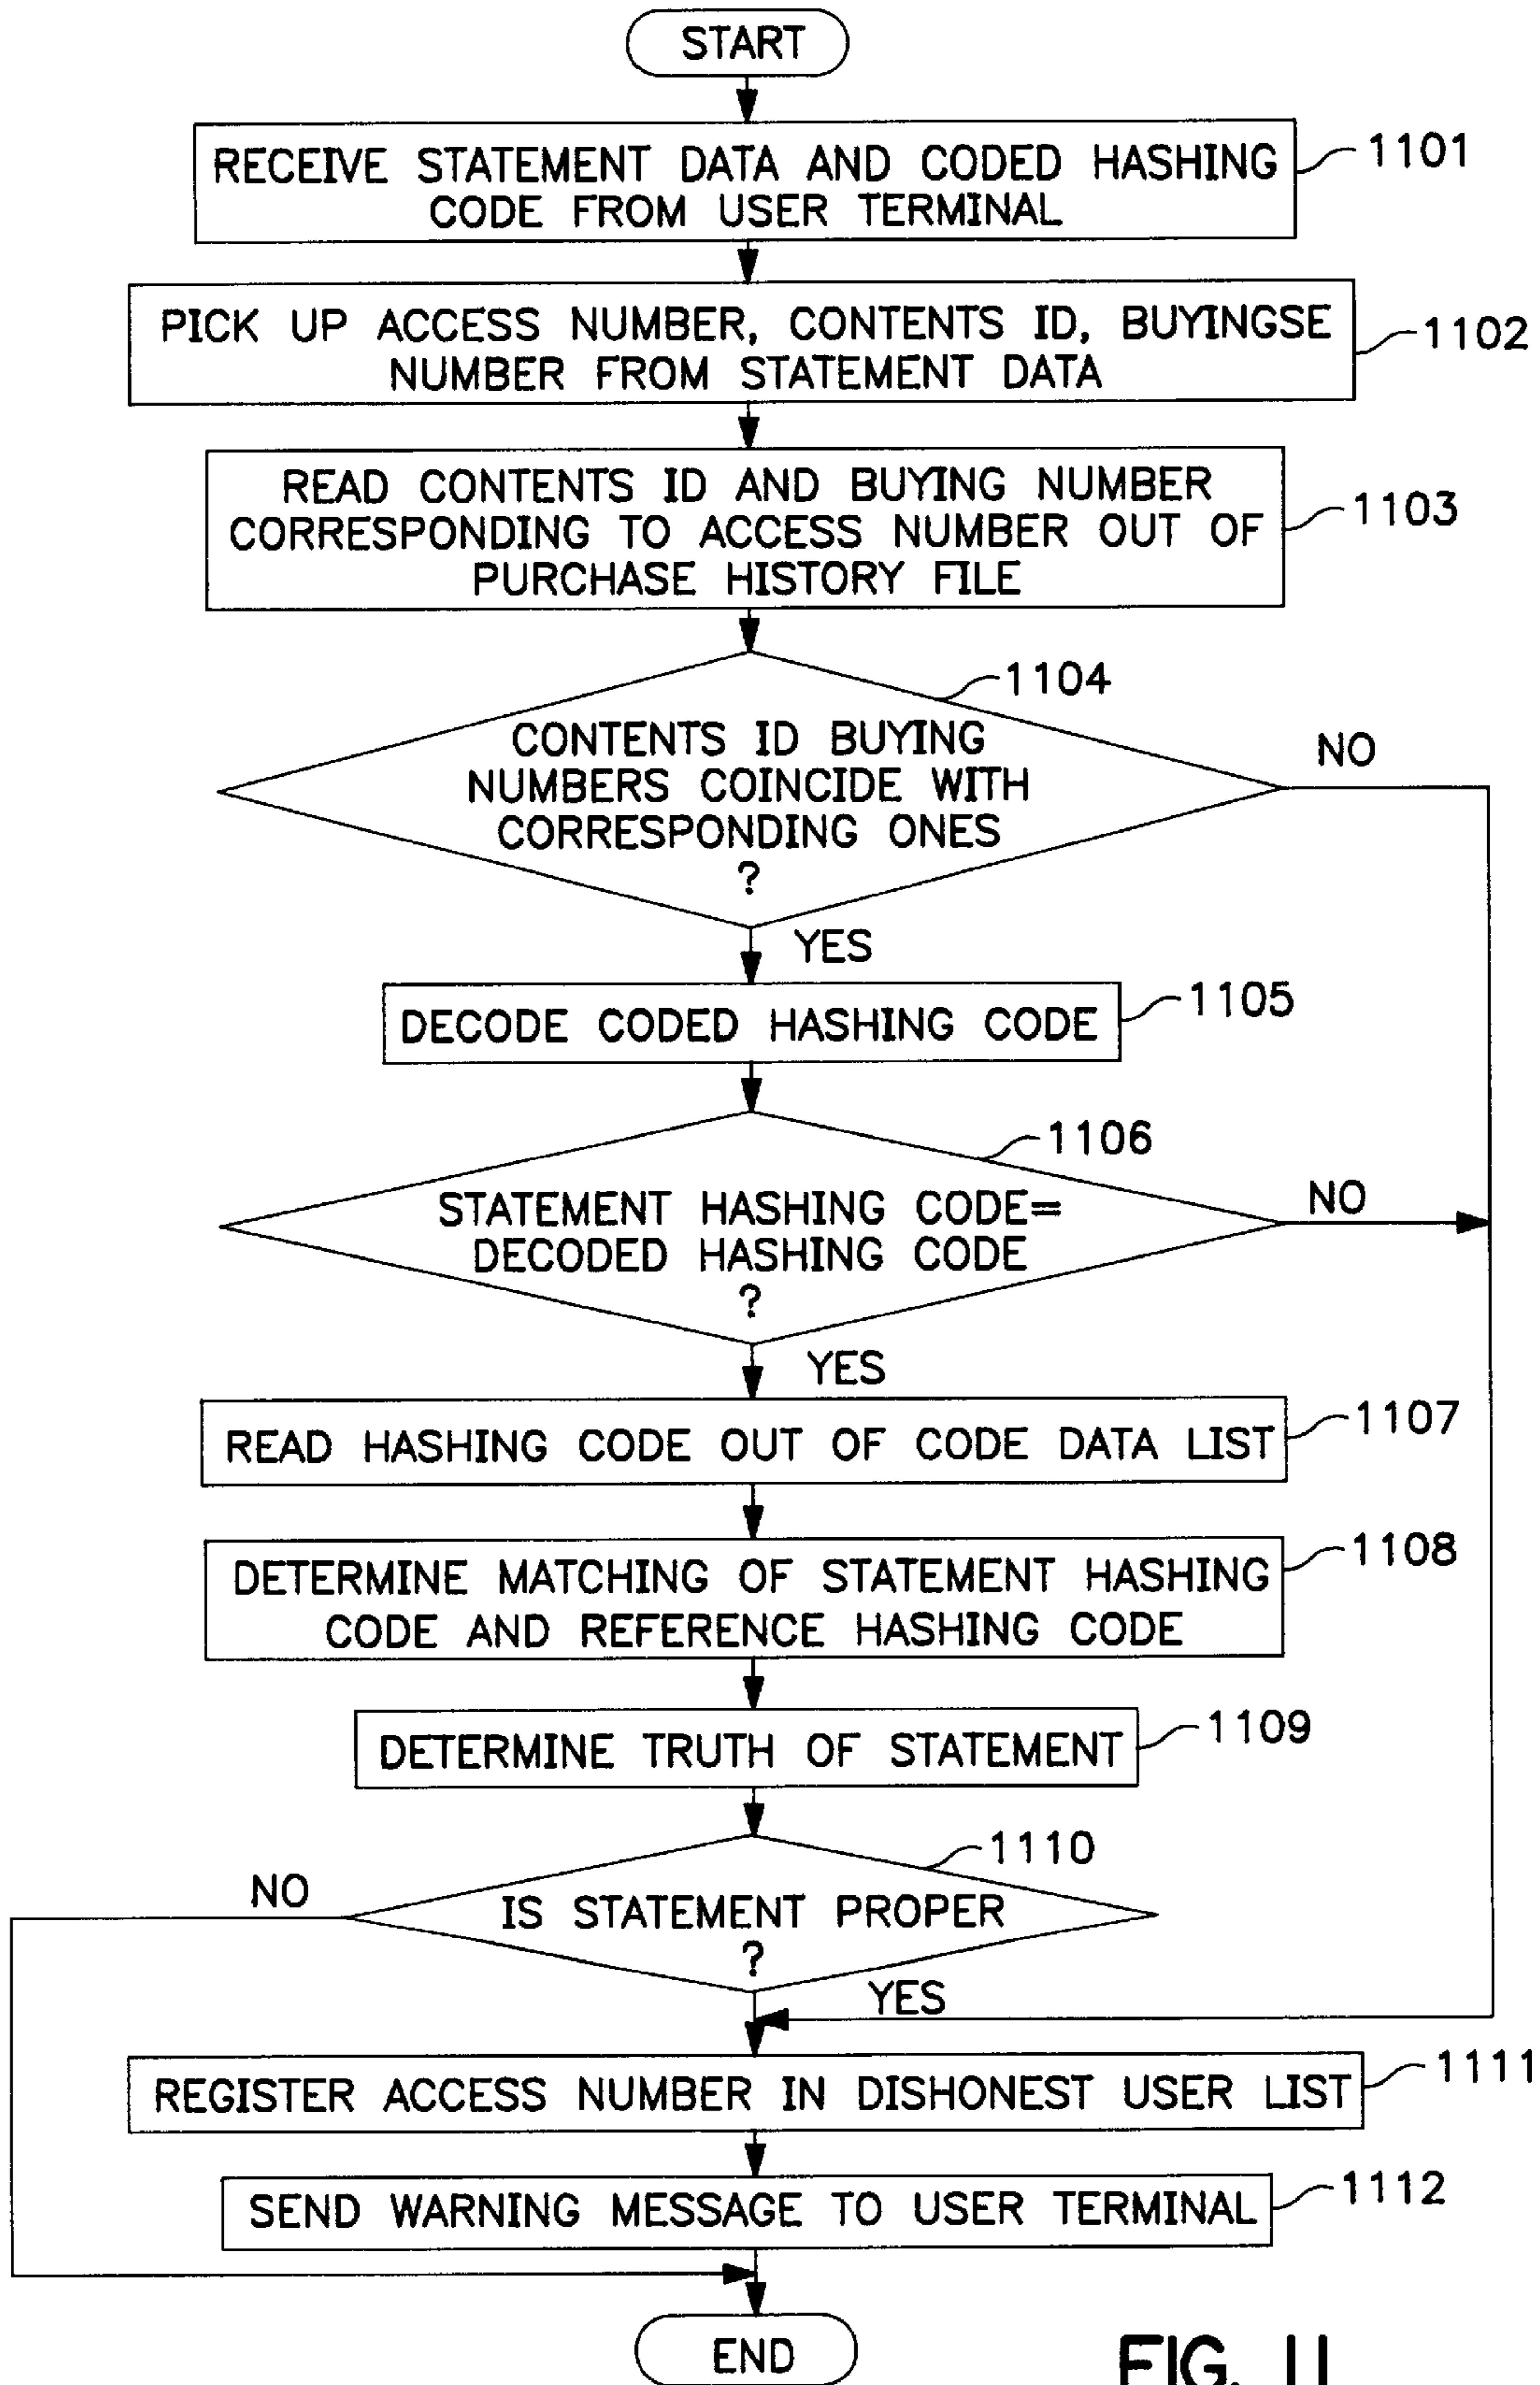 START
RECEIVE STATEMENT DATA AND CODED HASHING
CODE FROM USER TERMINAL
1101
PICK UP ACCESS NUMBER, CONTENTS ID, BUYINGSE
NUMBER FROM STATEMENT DATA
1102
READ CONTENTS ID AND BUYING NUMBER
CORRESPONDING TO ACCESS NUMBER OUT OF
PURCHASE HISTORY FILE
1103
1104
CONTENTS ID BUYING
NUMBERS COINCIDE WITH
CORRESPONDING ONES
?
NO
YES
DECODE CODED HASHING CODE
1105
1106
STATEMENT HASHING CODE=
DECODED HASHING CODE
?
NO
YES
READ HASHING CODE OUT OF CODE DATA LIST
1107
DETERMINE MATCHING OF STATEMENT HASHING
CODE AND REFERENCE HASHING CODE
1108
DETERMINE TRUTH OF STATEMENT
1109
1110
NO
IS STATEMENT PROPER
?
YES
REGISTER ACCESS NUMBER IN DISHONEST USER LIST
1111
SEND WARNING MESSAGE TO USER TERMINAL
1112
END
FIG. 11